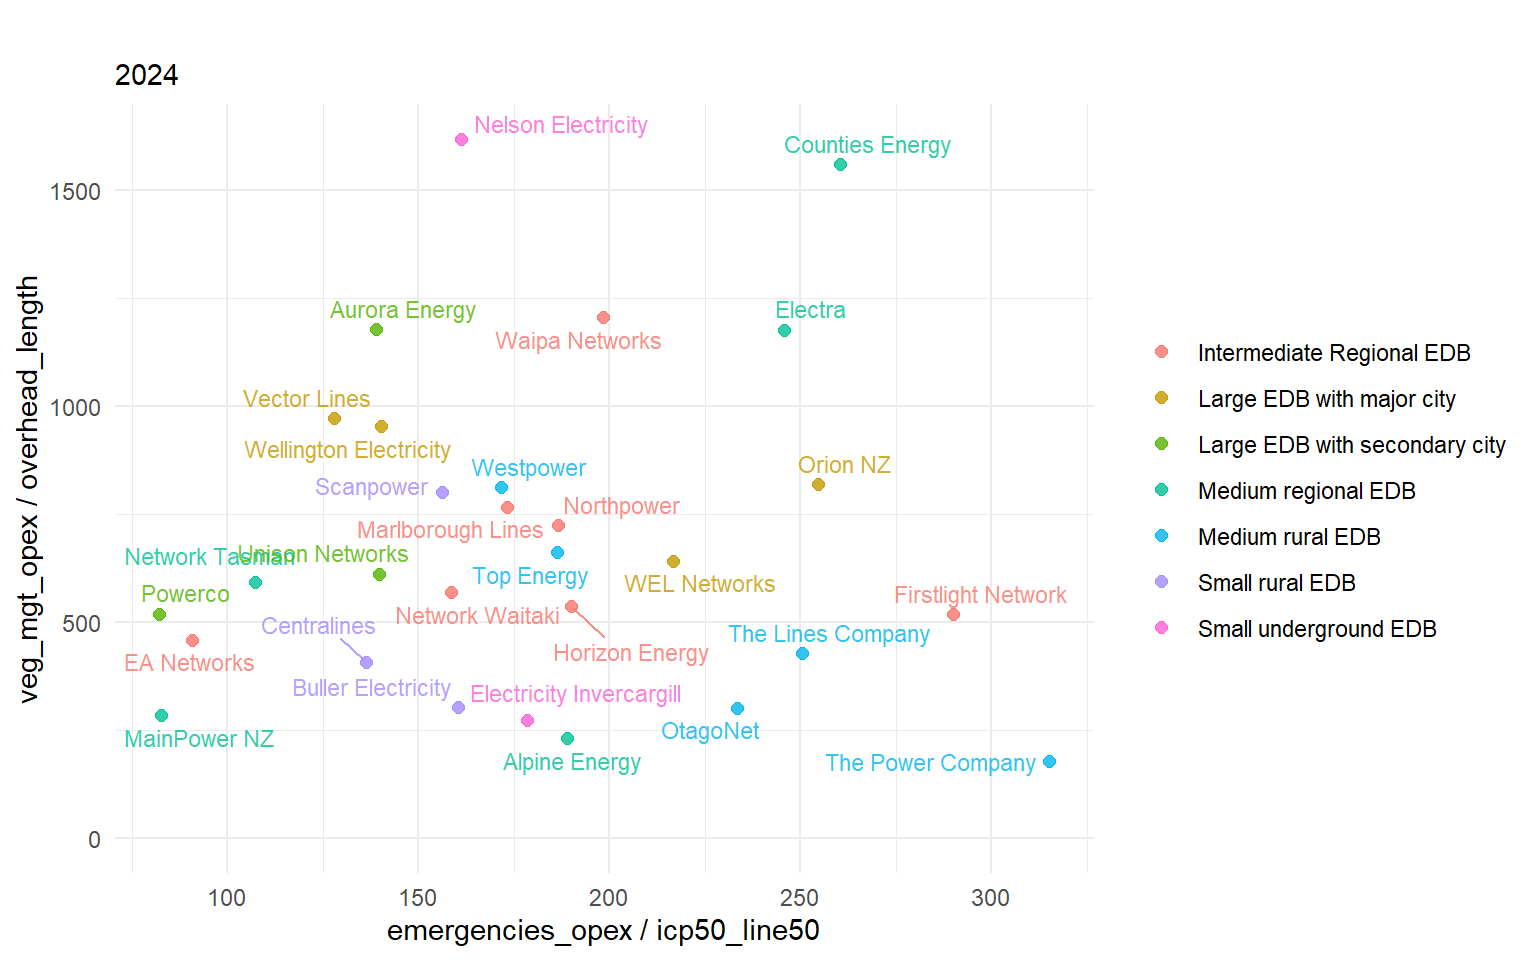 2024
Nelson Electricity
Counties Energy
1500
Aurora Energy
Electra
Waipa Networks
Vector Lines
1000
Wellington Electricity
Westpower
Orion NZ
Scanpower
Northpower
Marlborough Lines
Network Tasman
Unison Networks
Top Energy
WEL Networks
Powerco
Firstlight Network
500
Network Waitaki
Centralines
The Lines Company
EA Networks
Horizon Energy
Buller Electricity
Electricity Invercargill
OtagoNet
MainPower NZ
Alpine Energy
The Power Company
0
100
150
200
250
300
emergencies_opex / icp50_line50
veg_mgt_opex / overhead_length
Intermediate Regional EDB
Large EDB with major city
Large EDB with secondary city
Medium regional EDB
Medium rural EDB
Small rural EDB
Small underground EDB